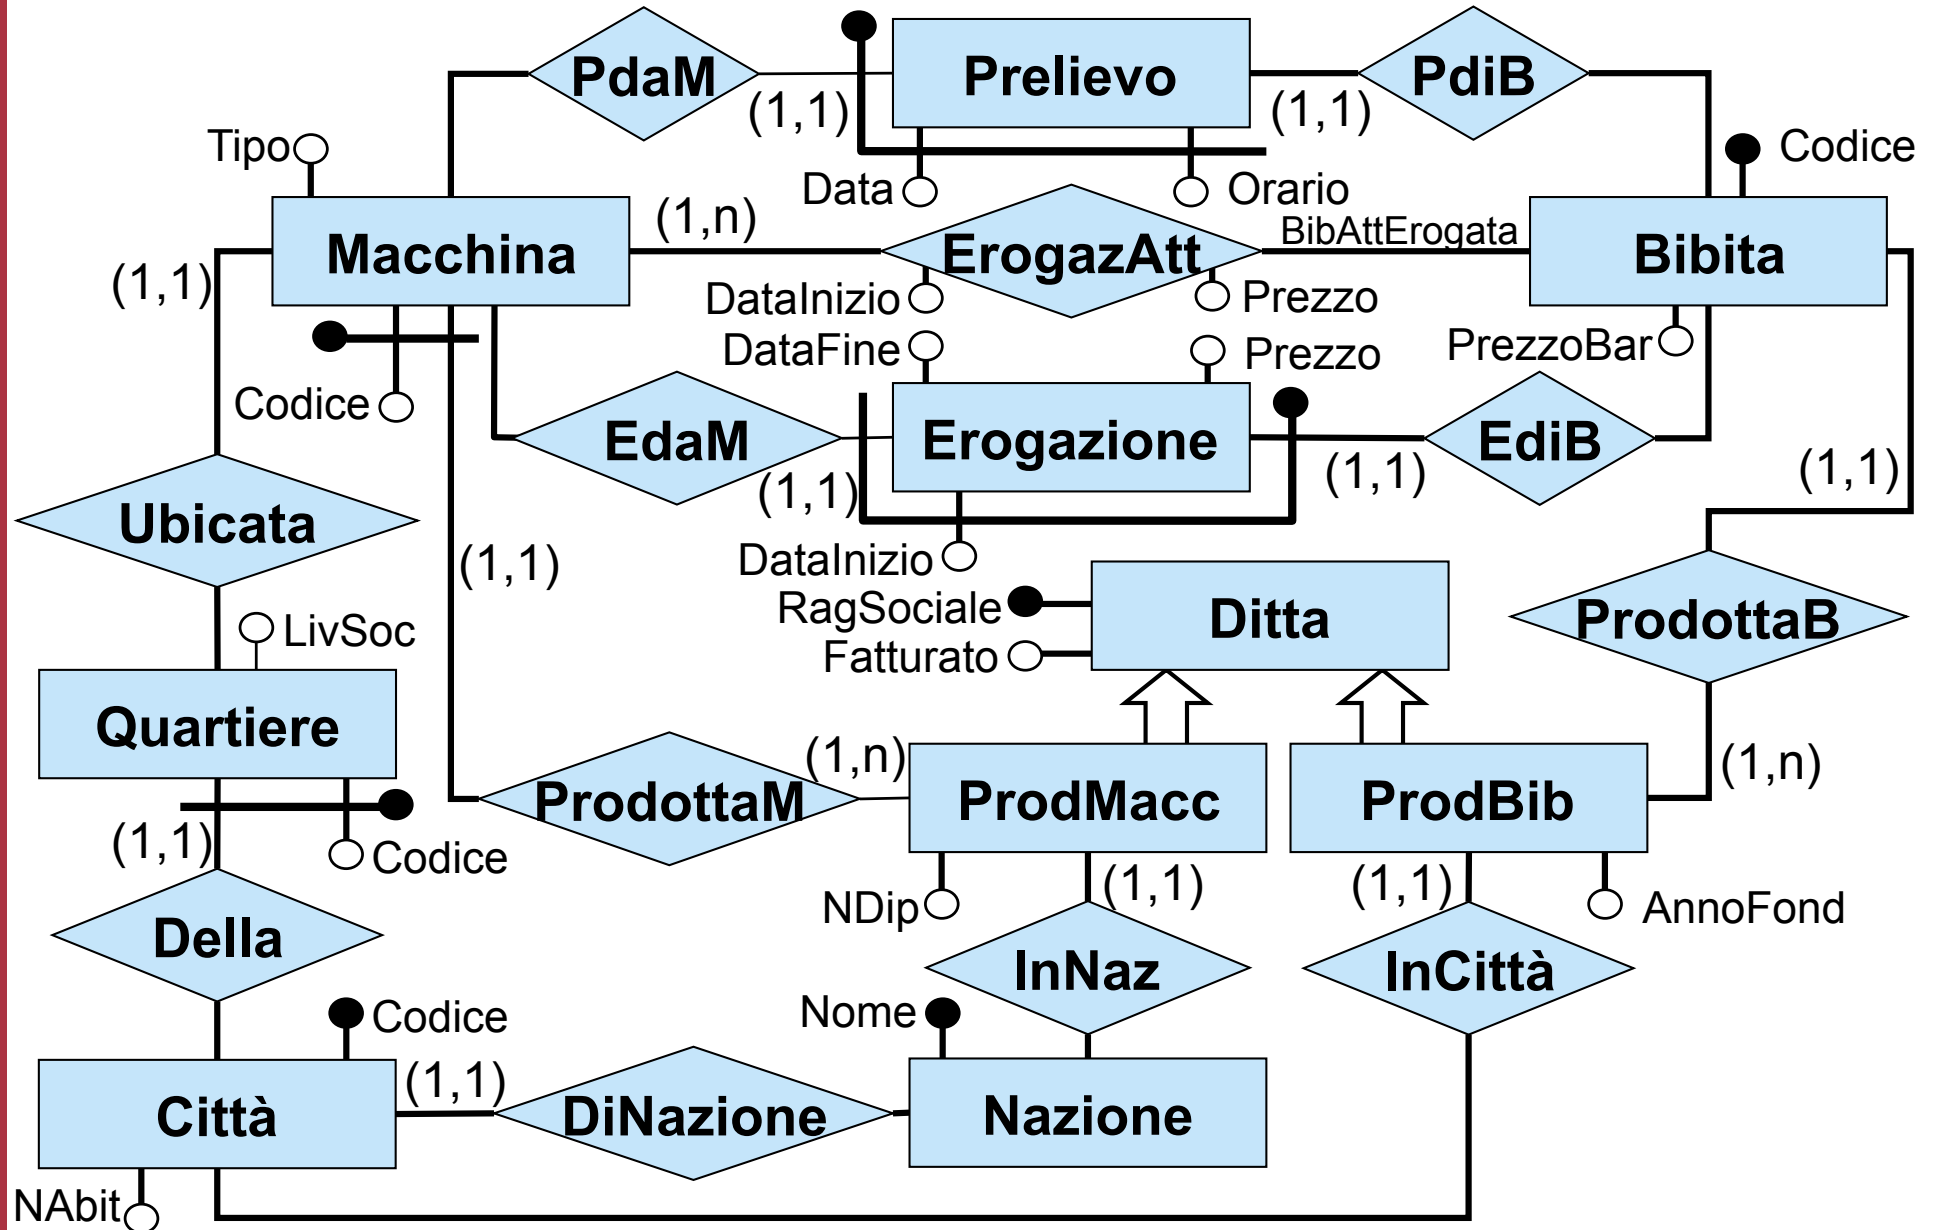 PdaM
Prelievo
PdiB
(1,1)
(1,1)
Tipo
Codice
Data
Orario
(1,n)
BibAttErogata
Macchina
ErogazAtt
Bibita
(1,1)
DataInizio
Prezzo
DataFine
Prezzo
PrezzoBar
Codice
EdaM
Erogazione
EdiB
(1,1)
(1,1)
(1,1)
Ubicata
(1,1)
DataInizio
RagSociale
Ditta
ProdottaB
LivSoc
Fatturato
Quartiere
(1,n)
(1,n)
ProdottaM
ProdMacc
ProdBib
(1,1)
Codice
(1,1)
(1,1)
NDip
AnnoFond
Della
InNaz
InCittà
Codice
Nome
(1,1)
Città
DiNazione
Nazione
NAbit